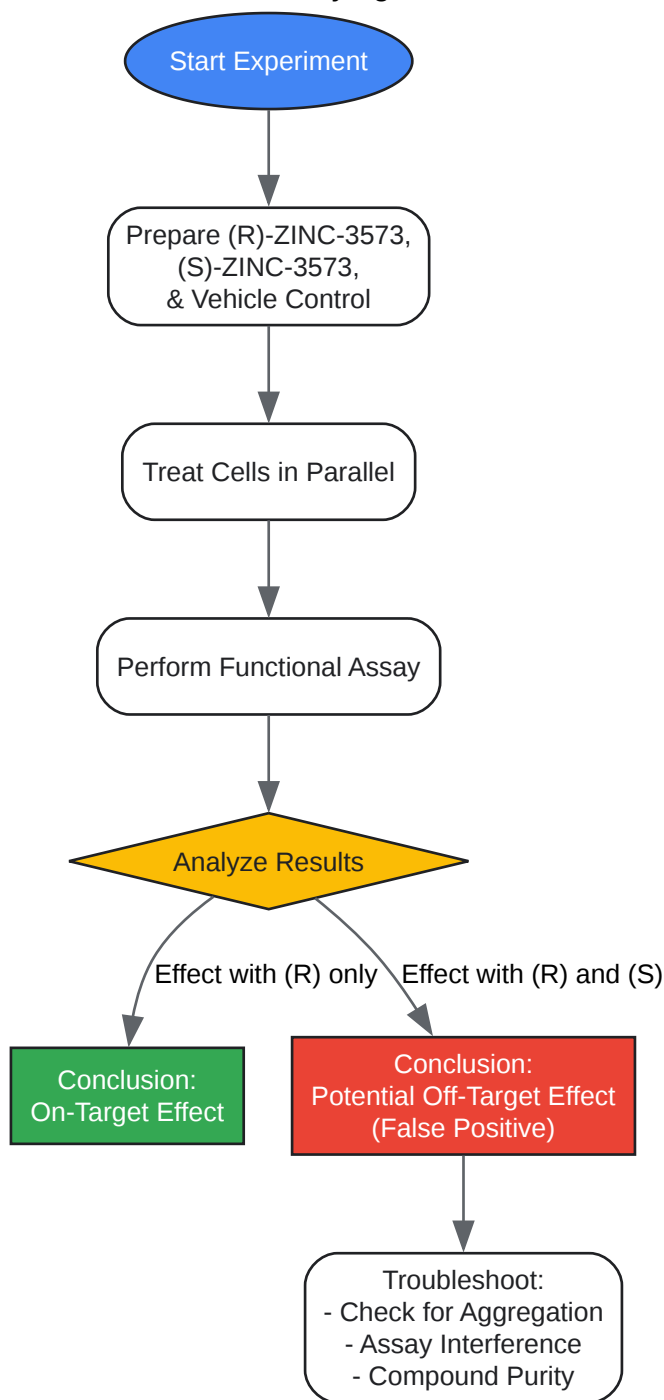 Start Experiment
Prepare (R)-ZINC-3573,
(S)-ZINC-3573,
& Vehicle Control
Treat Cells in Parallel
Perform Functional Assay
Analyze Results
Effect with (R) only
Effect with (R) and (S)
Conclusion:
On-Target Effect
Conclusion:
Potential Off-Target Effect
(False Positive)
Troubleshoot:
- Check for Aggregation
- Assay Interference
- Compound Purity